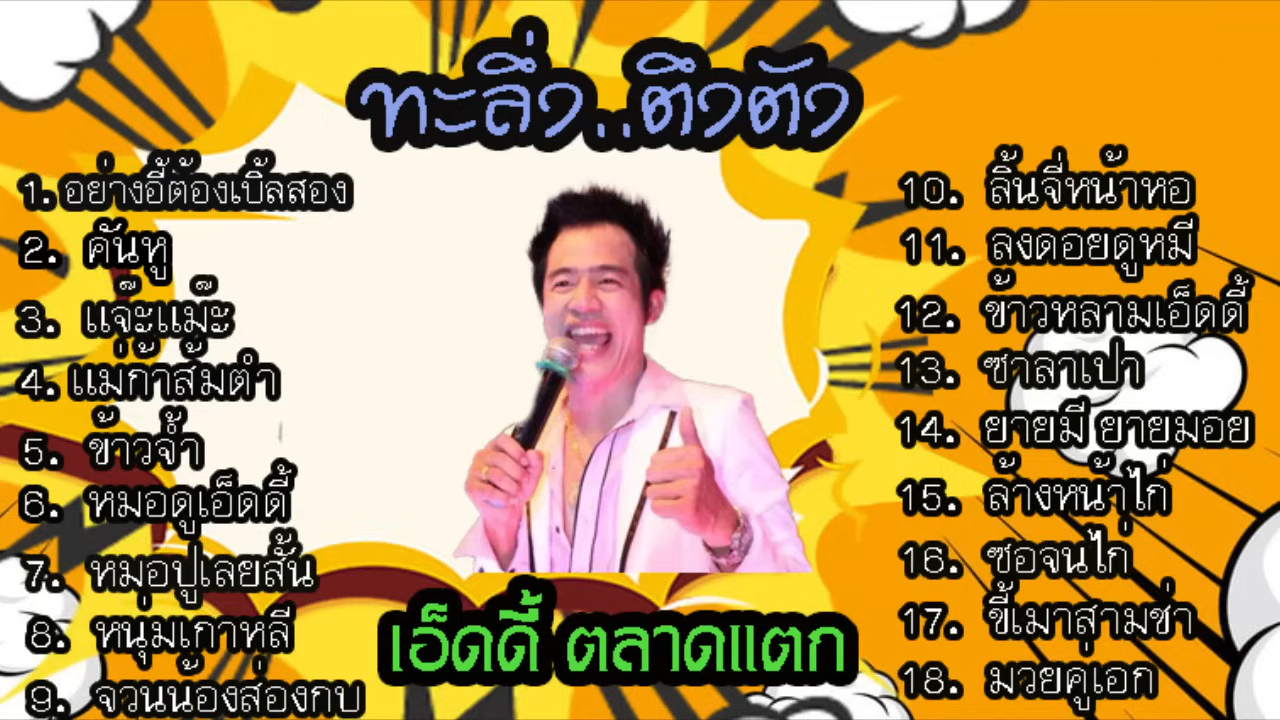 ทะลึ่ง..ตึงตัง
1. อย่างอี้ต้องเบิ้ลสอง
2. คันหู
3. แจ๊ะแม๊ะ
4. แม่ก้าส้มตำ
5. ข้าวจ้ำ
6. หมอดูเอ็ดดี้
7. หมอปู่เลยสั้น
8. หนุ่มเกาหลี
9. จวนน้องส่องกบ
10. ลิ้นจี่หน้าหอ
11. ลงดอยดูหมี
12. ข้าวหลามเอ็ดดี้
13. ซาลาเปา
14. ยายมี ยายมอย
15. ล้างหน้าไก่
16. ซอจนไก่
17. ขี้เมาสามช่า
18. มวยคู่เอก
เอ็ดดี้ ตลาดแตก